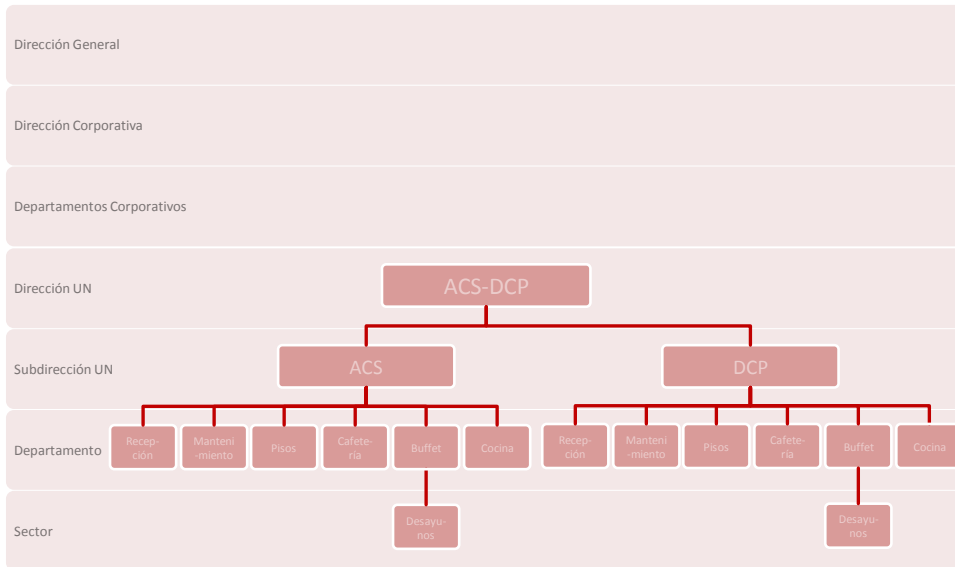 Dirección General
Dirección Corporativa
Departamentos Corporativos
Dirección UN
ACS-DCP
Subdirección UN
ACS
DCP
Departamento
Recep-
ción
Manteni
-miento
Pisos
Cafete-
ría
Buffet
Cocina
Recep-
ción
Manteni
-miento
Pisos
Cafete-
ría
Buffet
Cocina
Sector
Desayu-
nos
Desayu-
nos